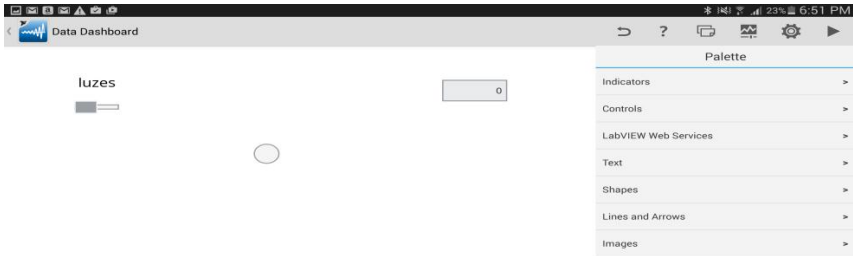 23% 6:51 PM
Data Dashboard
?
luzes
0
Palette
Indicators
Controls
LabVIEW Web Services
Text
Shapes
Lines and Arrows
Images